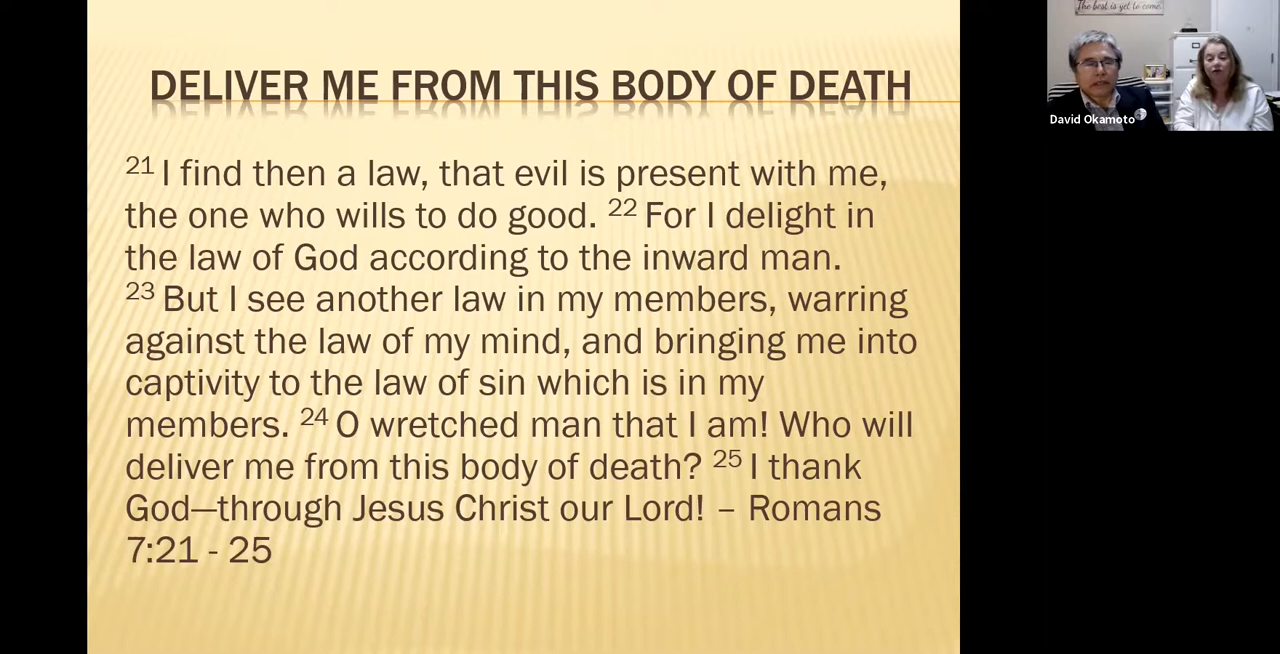 DELIVER ME FROM THIS BODY OF DEATH
21 I find then a law, that evil is present with me,
the one who wills to do good. 22 For I delight in
the law of God according to the inward man.
23 But I see another law in my members, warring
against the law of my mind, and bringing me into
captivity to the law of sin which is in my
members. 24 O wretched man that I am! Who will
deliver me from this body of death? 25 I thank
God—through Jesus Christ our Lord! – Romans
7:21 - 25
The best is yet to come.
David Okamoto